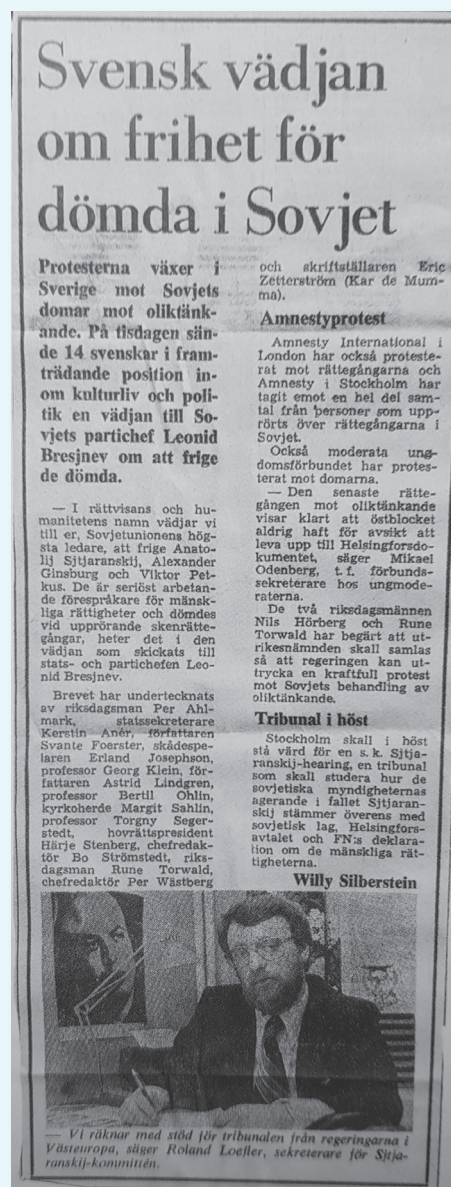 Svensk vädjan
om frihet för
dömda i Sovjet
Protesterna växer i
Sverige mot Sovjets
domar mot oliktänk-
ande. På tisdagen sän-
de 14 svenskar i fram-
trädande position in-
om kulturliv och poli-
tik en vädjan till So-
vjets partichef Leonid
Bresjnev om att frige
de dömda.
— I rättvisans och hu-
manitetens namn vädjar vi
till er, Sovjetunionens hög-
sta ledare, att frige Anato-
lij Sjtjaranskij, Alexander
Ginsburg och Viktor Pet-
kus. De är seriöst arbetan-
de förespråkare för mänsk-
liga rättigheter och dömdes
vid upprörande skenrätte-
gångar, heter det i den
vädjan som skickats till
stats- och partichefen Leo-
nid Bresjnev.
Brevet har undertecknats
av riksdagsman Per Ahl-
mark, statssekreterare
Kerstin Anér, författaren
Svante Foerster, skådespe-
laren Erland Josephson,
professor Georg Klein, för-
fattaren Astrid Lindgren,
professor Bertil Ohlin,
kyrkoherde Margit Sahlin,
professor Torgny Seger-
stedt, hovrättspresident
Härje Stenberg, chefredak-
tör Bo Strömstedt, riks-
dagsman Rune Torwald,
chefredaktör Per Wästberg
och skriftställaren Eric
Zetterström (Kar de Mum-
ma).
Amnestyprotest
Amnesty International i
London har också proteste-
rat mot rättegångarna och
Amnesty i Stockholm har
tagit emot en hel del sam-
tal från personer som upp-
rörts över rättegångarna i
Sovjet.
Också moderata ung-
domsförbundet har protes-
terat mot domarna.
— Den senaste rätte-
gången mot oliktänkande
visar klart att östblocket
aldrig haft för avsikt att
leva upp till Helsingforsdo-
kumentet, säger Mikael
Odenberg, t. f. förbunds-
sekreterare hos ungmode-
raterna.
De två riksdagsmännen
Nils Hörberg och Rune
Torwald har begärt att ut-
rikesnämnden skall samlas
så att regeringen kan ut-
trycka en kraftfull protest
mot Sovjets behandling av
oliktänkande.
Tribunal i höst
Stockholm skall i höst
stå värd för en s. k. Sjtja-
ranskij-hearing, en tribunal
som skall studera hur de
sovjetiska myndigheternas
agerande i fallet Sjtjaran-
skij stämmer överens med
sovjetisk lag, Helsingfors-
avtalet och FN:s deklara-
tion om de mänskliga rät-
tigheterna.
Willy Silberstein
— Vi räknar med stöd för tribunalen från regeringarna i
Västeuropa, säger Roland Loefler, sekreterare för Sjtja-
ranskij-kommittén.